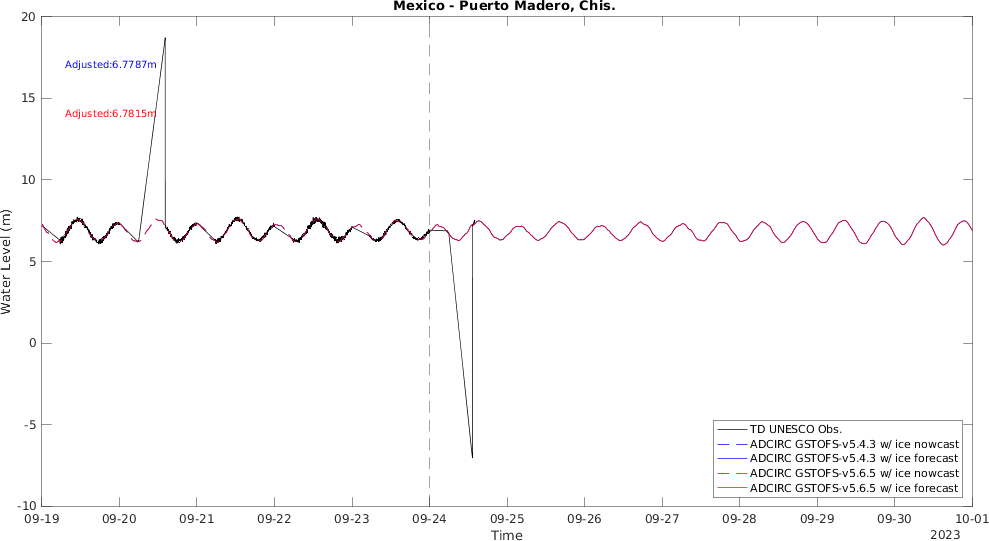 Mexico - Puerto Madero, Chis.
Water Level (m)
20
15
10
5
0
-5
-10
Adjusted:6.7787m
Adjusted:6.7815m
TD UNESCO Obs.
ADCIRC GSTOFS-v5.4.3 w/ ice nowcast
ADCIRC GSTOFS-v5.4.3 w/ ice forecast
ADCIRC GSTOFS-v5.6.5 w/ ice nowcast
ADCIRC GSTOFS-v5.6.5 w/ ice forecast
09-19 09-20 09-21 09-22 09-23 09-24 09-25 09-26 09-27 09-28 09-29 09-30 10-01
Time
2023